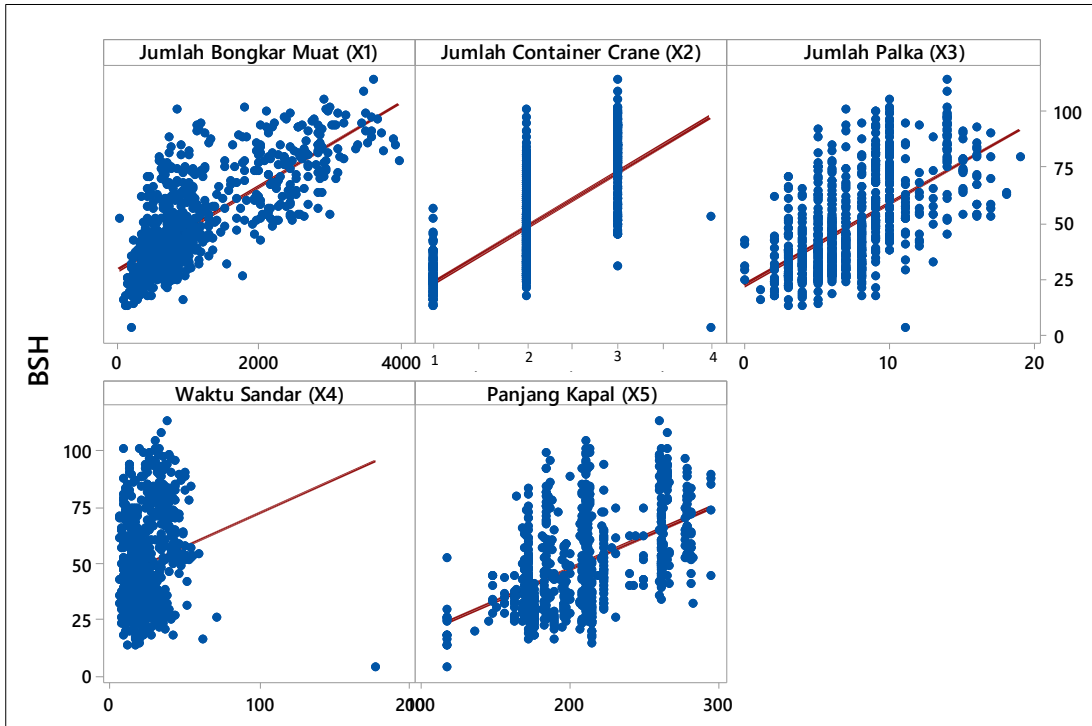 Jumlah Bongkar Muat (X1) Jumlah Container Crane (X2) Jumlah Palka (X3)
100
75
50
25
0
0 2000 4000 1 2 3 4 0 10 20
BSH
Waktu Sandar (X4) Panjang Kapal (X5)
100
75
50
25
0
0 100 200 100 200 300